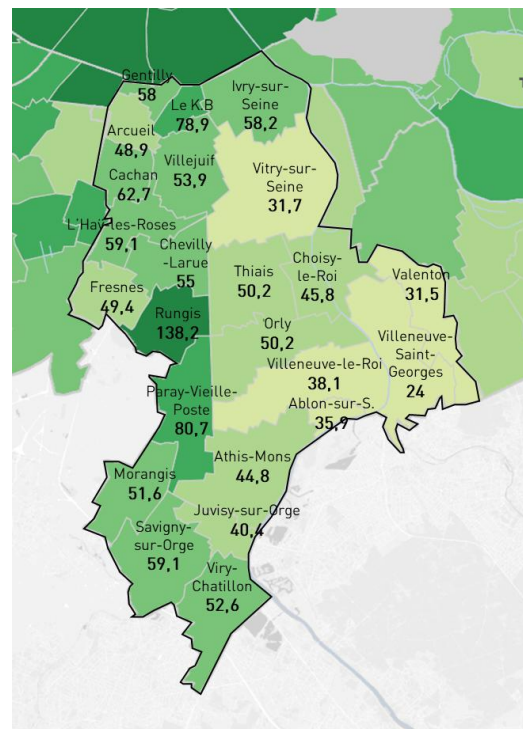 Gentilly
58
Le K.B
78,9
Ivry-sur-
Seine
58,2
Arcueil
48,9
Cachan
62,7
Villejuif
53,9
Vitry-sur-
Seine
31,7
L'Haÿ-les-Roses
59,1
Chevilly
-Larue
55
Thiais
50,2
Choisy-
le-Roi
45,8
Valenton
31,5
Fresnes
49,4
Rungis
138,2
Orly
50,2
Villeneuve-
Saint-
Georges
24
Villeneuve-le-Roi
38,1
Ablon-sur-S.
35,9
Paray-Vieille-
Poste
80,7
Athis-Mons
44,8
Morangis
51,6
Juvisy-sur-Orge
40,4
Savigny-
sur-Orge
59,1
Viry-
Chatillon
52,6